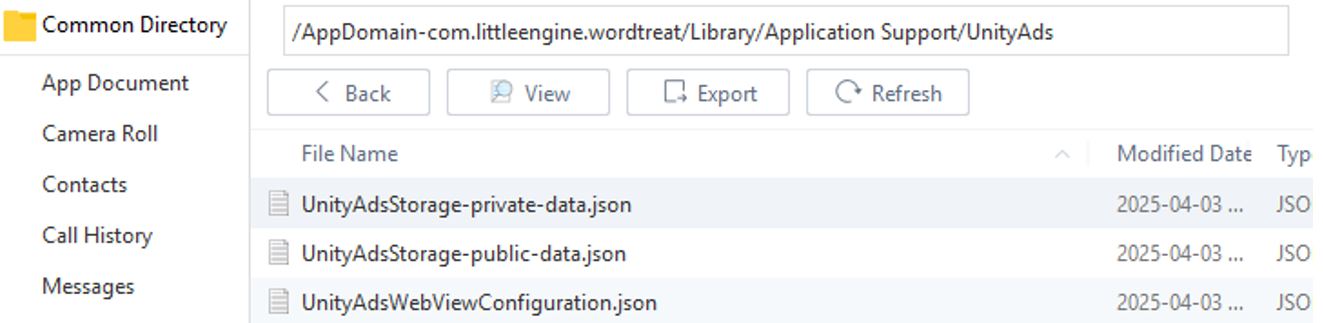 Common Directory
App Document
Camera Roll
Contacts
Call History
Messages
/AppDomain-com.littleengine.wordtreat/Library/Application Support/UnityAds
Back View Export Refresh
File Name Modified Date Typ
UnityAdsStorage-private-data.json 2025-04-03 ... JSO
UnityAdsStorage-public-data.json 2025-04-03 ... JSO
UnityAdsWebViewConfiguration.json 2025-04-03 ... JSO